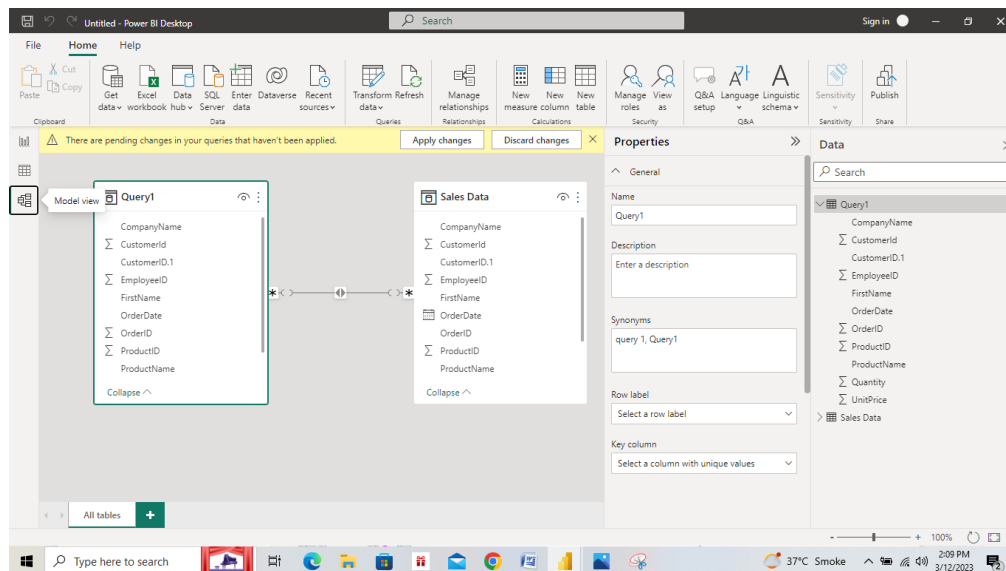 Untitled - Power BI Desktop
Search
Sign in
File Home Help
Paste
Cut
Copy
Clipboard
Get data
Excel workbook
Data hub
SQL Server
Enter data
Dataverse
Recent sources
Data
Transform data
Refresh
Queries
Manage relationships
Relationships
New measure
New column
New table
Calculations
Manage roles
View as
Security
Q&A setup
Language
Linguistic schema
Q&A
Sensitivity
Sensitivity
Publish
Share
There are pending changes in your queries that haven't been applied.
Apply changes
Discard changes
Model view
Query1
CompanyName
CustomerId
CustomerID.1
EmployeeID
FirstName
OrderDate
OrderID
ProductID
ProductName
Collapse
Sales Data
CompanyName
CustomerId
CustomerID.1
EmployeeID
FirstName
OrderDate
OrderID
ProductID
ProductName
Collapse
Properties
General
Name
Query1
Description
Enter a description
Synonyms
query 1, Query1
Row label
Select a row label
Key column
Select a column with unique values
Data
Search
Query1
CompanyName
CustomerId
CustomerID.1
EmployeeID
FirstName
OrderDate
OrderID
ProductID
ProductName
Quantity
UnitPrice
Sales Data
All tables
+
- + 100%
Type here to search
37°C Smoke
2:09 PM
3/12/2023
2